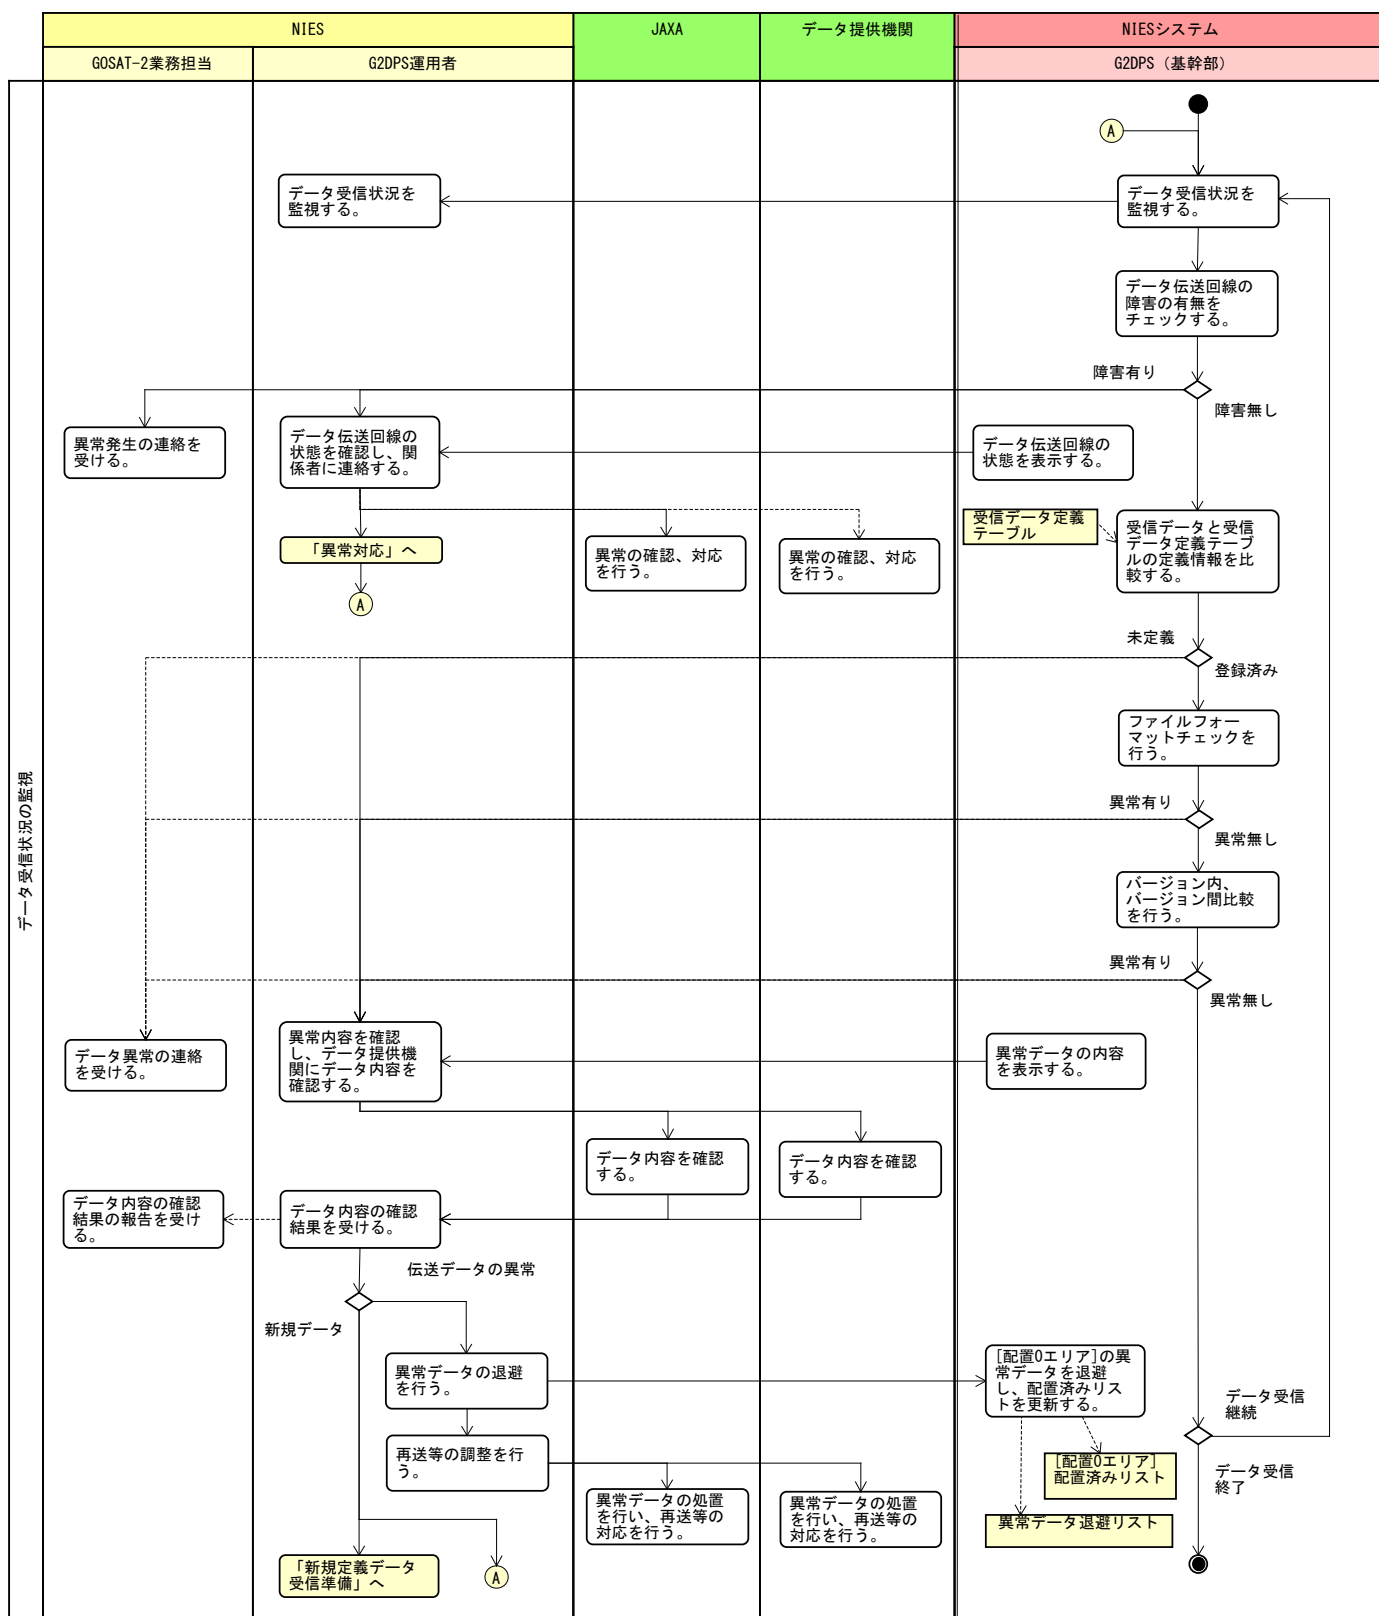 NIES
JAXA
データ提供機関
NIESシステム
GOSAT-2業務担当
G2DPS運用者
G2DPS（基幹部）
データ受信状況の監視
A
データ受信状況を
監視する。
データ受信状況を
監視する。
データ伝送回線の
障害の有無を
チェックする。
障害有り
障害無し
異常発生の連絡を
受ける。
データ伝送回線の
状態を確認し、関
係者に連絡する。
データ伝送回線の
状態を表示する。
「異常対応」へ
A
異常の確認、対応
を行う。
異常の確認、対応
を行う。
受信データ定義
テーブル
受信データと受信
データ定義テーブ
ルの定義情報を比
較する。
未定義
登録済み
ファイルフォー
マットチェックを
行う。
異常有り
異常無し
バージョン内、
バージョン間比較
を行う。
異常有り
異常無し
データ異常の連絡
を受ける。
異常内容を確認
し、データ提供機
関にデータ内容を
確認する。
異常データの内容
を表示する。
データ内容を確認
する。
データ内容を確認
する。
データ内容の確認
結果の報告を受け
る。
データ内容の確認
結果を受ける。
伝送データの異常
新規データ
異常データの退避
を行う。
[配置0エリア]の異
常データを退避
し、配置済みリス
トを更新する。
データ受信
継続
再送等の調整を行
う。
[配置0エリア]
配置済みリスト
データ受信
終了
異常データの処置
を行い、再送等の
対応を行う。
異常データの処置
を行い、再送等の
対応を行う。
異常データ退避リスト
「新規定義データ
受信準備」へ
A